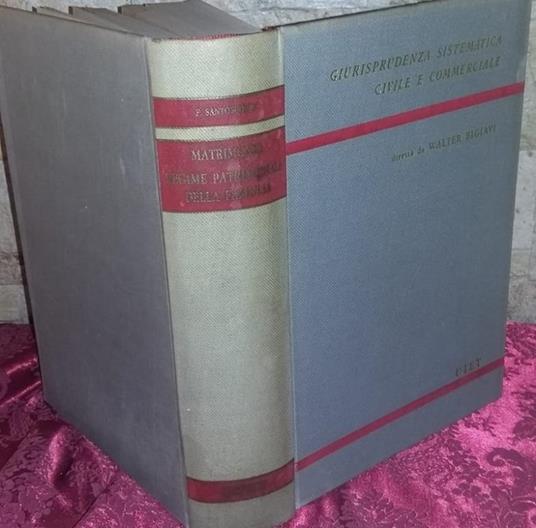 GIURISPRUDENZA SISTEMATICA
CIVILE E COMMERCIALE
diretta da WALTER BIGIAVI
UTET
F. SANTOSUOSSO
MATRIMONIO
REGIME PATRIMONIALE
DELLA FAMIGLIA